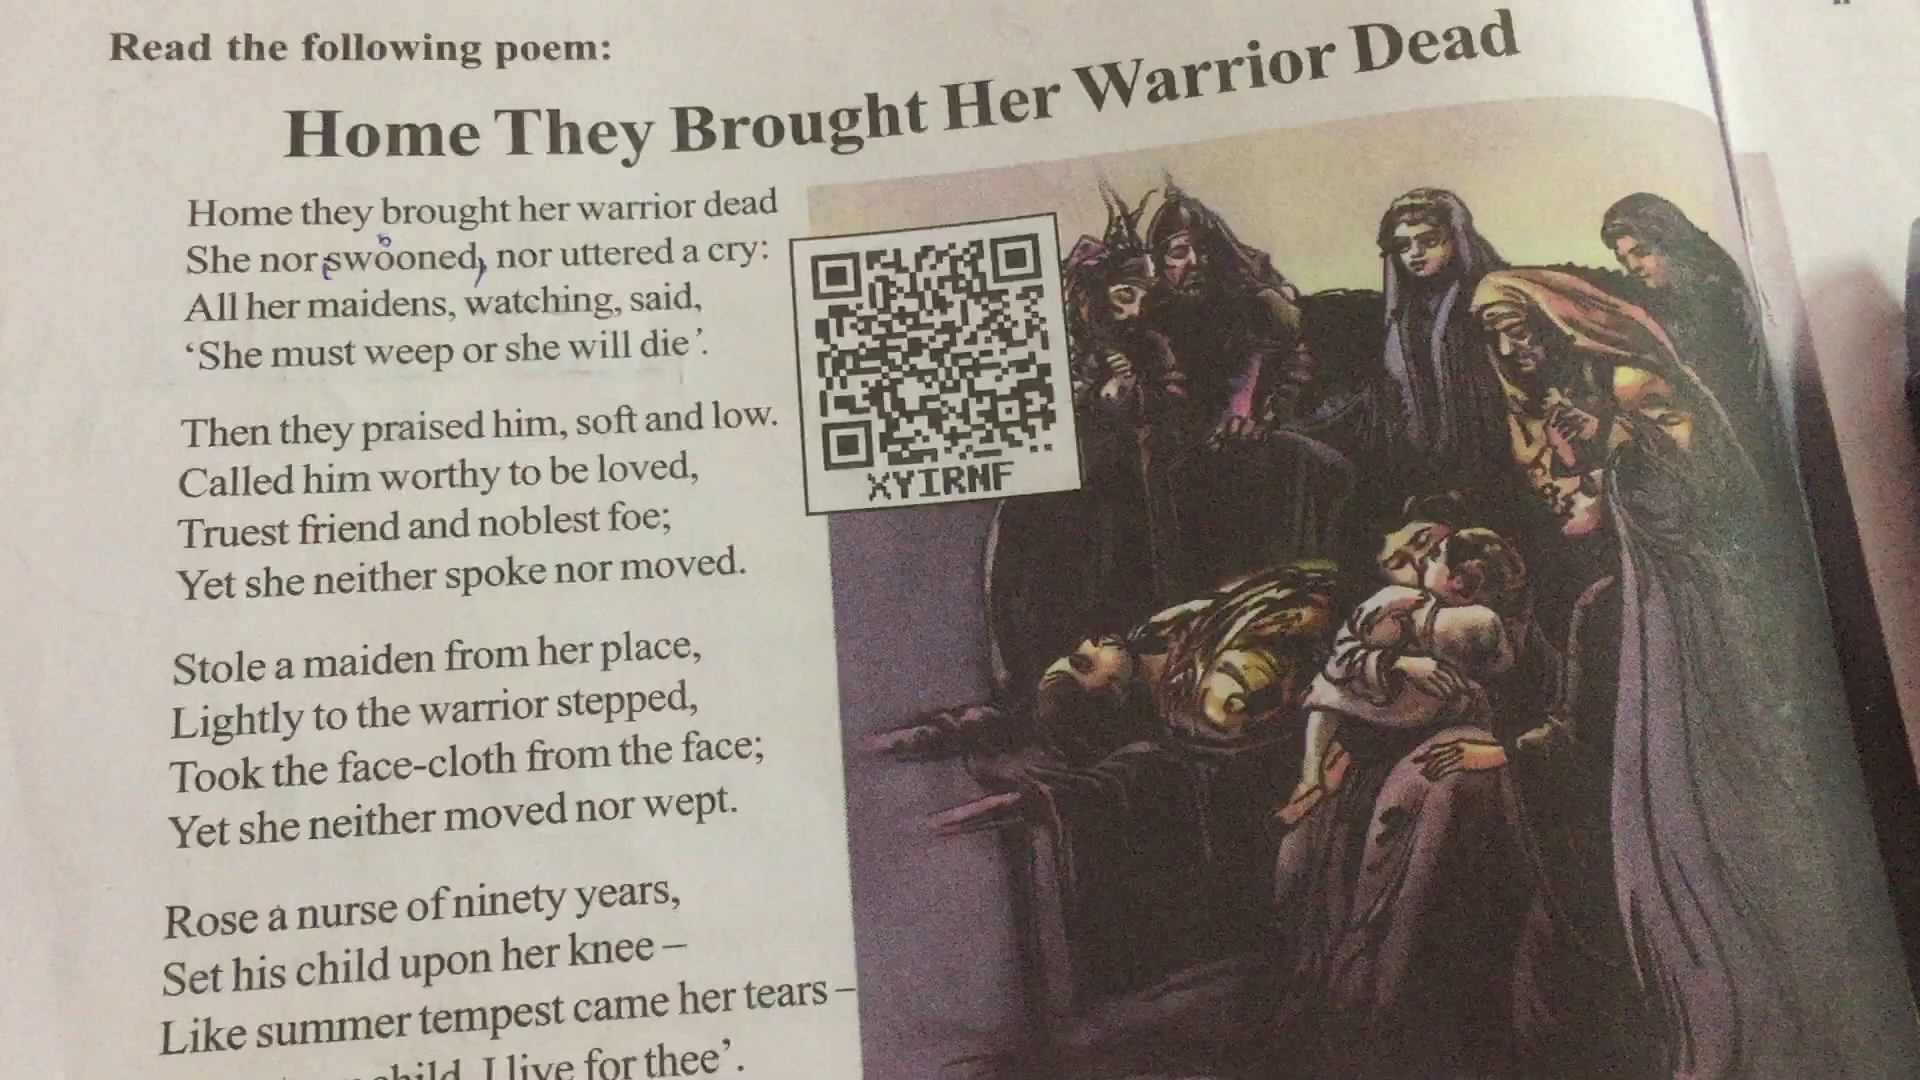 Read the following poem:
Home They Brought Her Warrior Dead
Home they brought her warrior dead
She nor swooned, nor uttered a cry:
All her maidens, watching, said,
‘She must weep or she will die’.
Then they praised him, soft and low.
Called him worthy to be loved,
Truest friend and noblest foe;
Yet she neither spoke nor moved.
Stole a maiden from her place,
Lightly to the warrior stepped,
Took the face-cloth from the face;
Yet she neither moved nor wept.
Rose a nurse of ninety years,
Set his child upon her knee –
Like summer tempest came her tears –
child, I live for thee’.
XYIRNF